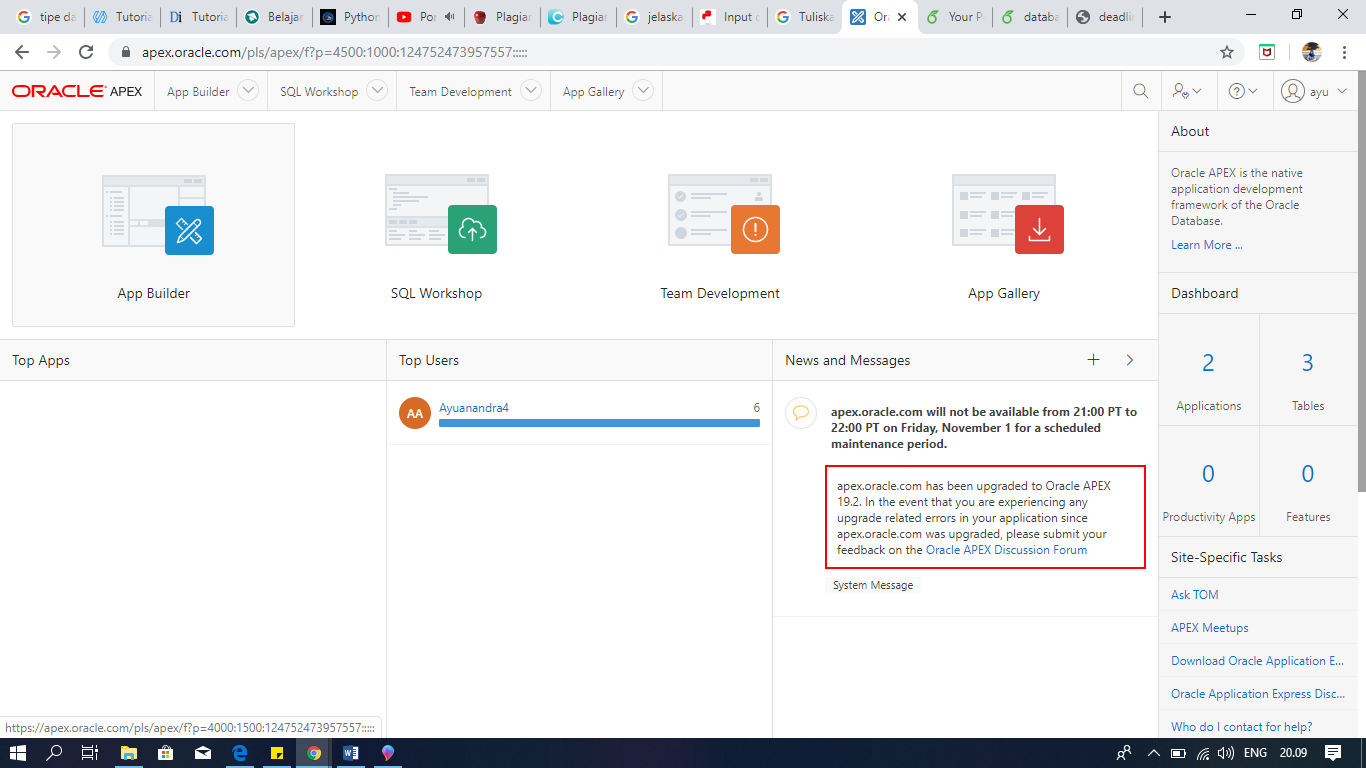 tipe da
Tutoria
Tutoria
Belajar
Python
Por
Plagiar
Plagiar
jelaska
Input
Tuliska
Ora
Your P
databa
deadli
apex.oracle.com/pls/apex/f?p=4500:1000:124752473957557:::::
ORACLE APEX
App Builder
SQL Workshop
Team Development
App Gallery
ayu
App Builder
SQL Workshop
Team Development
App Gallery
Top Apps
Top Users
AA
Ayuanandra4
6
News and Messages
apex.oracle.com will not be available from 21:00 PT to
22:00 PT on Friday, November 1 for a scheduled
maintenance period.
apex.oracle.com has been upgraded to Oracle APEX
19.2. In the event that you are experiencing any
upgrade related errors in your application since
apex.oracle.com was upgraded, please submit your
feedback on the Oracle APEX Discussion Forum
System Message
About
Oracle APEX is the native
application development
framework of the Oracle
Database.
Learn More ...
Dashboard
2
Applications
3
Tables
0
Productivity Apps
0
Features
Site-Specific Tasks
Ask TOM
APEX Meetups
Download Oracle Application E...
Oracle Application Express Disc...
Who do I contact for help?
https://apex.oracle.com/pls/apex/f?p=4000:1500:124752473957557:::::
ENG
20.09